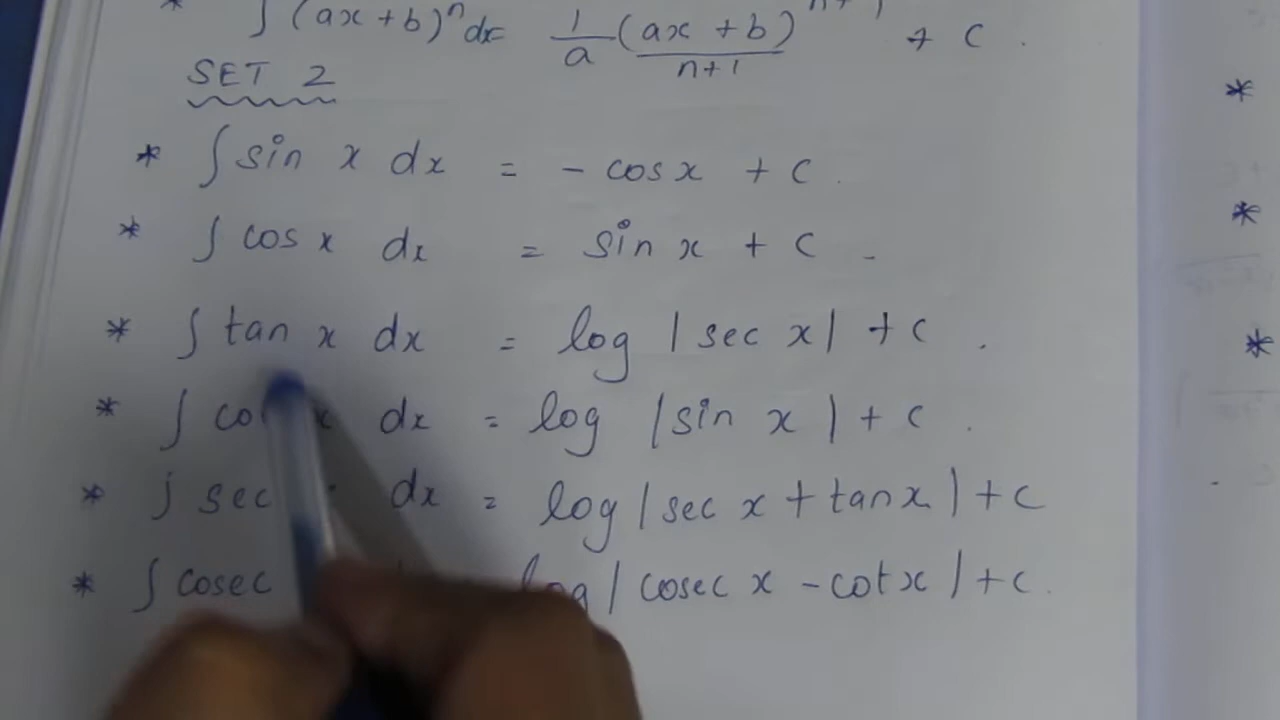 * ∫ (ax + b)ⁿ dx = 1/a (ax + b)ⁿ⁺¹ / n+1 + c .
SET 2
* ∫ sin x dx = - cos x + c .
* ∫ cos x dx = sin x + c .
* ∫ tan x dx = log |sec x| + c .
* ∫ co x dx = log |sin x| + c .
* ∫ sec dx = log |sec x + tan x| + c
* ∫ cosec log |cosec x - cot x| + c .
*
*
*